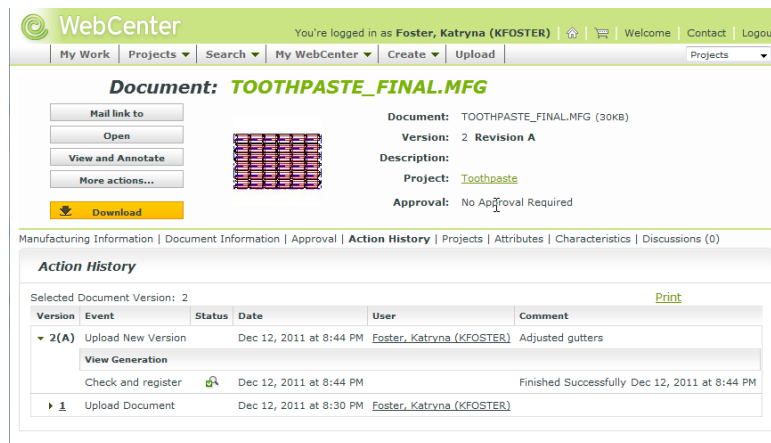 WebCenter
You're logged in as Foster, Katryna (KFOSTER) | | | Welcome | Contact | Logou
My Work | Projects | Search | My WebCenter | Create | Upload
Projects
Document: TOOTHPASTE_FINAL.MFG
Mail link to
Open
View and Annotate
More actions...
Download
Document: TOOTHPASTE_FINAL.MFG (30KB)
Version: 2 Revision A
Description:
Project: Toothpaste
Approval: No Approval Required
Manufacturing Information | Document Information | Approval | Action History | Projects | Attributes | Characteristics | Discussions (0)
Action History
Selected Document Version: 2
Print
Version Event Status Date User Comment
2(A) Upload New Version Dec 12, 2011 at 8:44 PM Foster, Katryna (KFOSTER) Adjusted gutters
View Generation
Check and register Dec 12, 2011 at 8:44 PM Finished Successfully Dec 12, 2011 at 8:44 PM
1 Upload Document Dec 12, 2011 at 8:30 PM Foster, Katryna (KFOSTER)